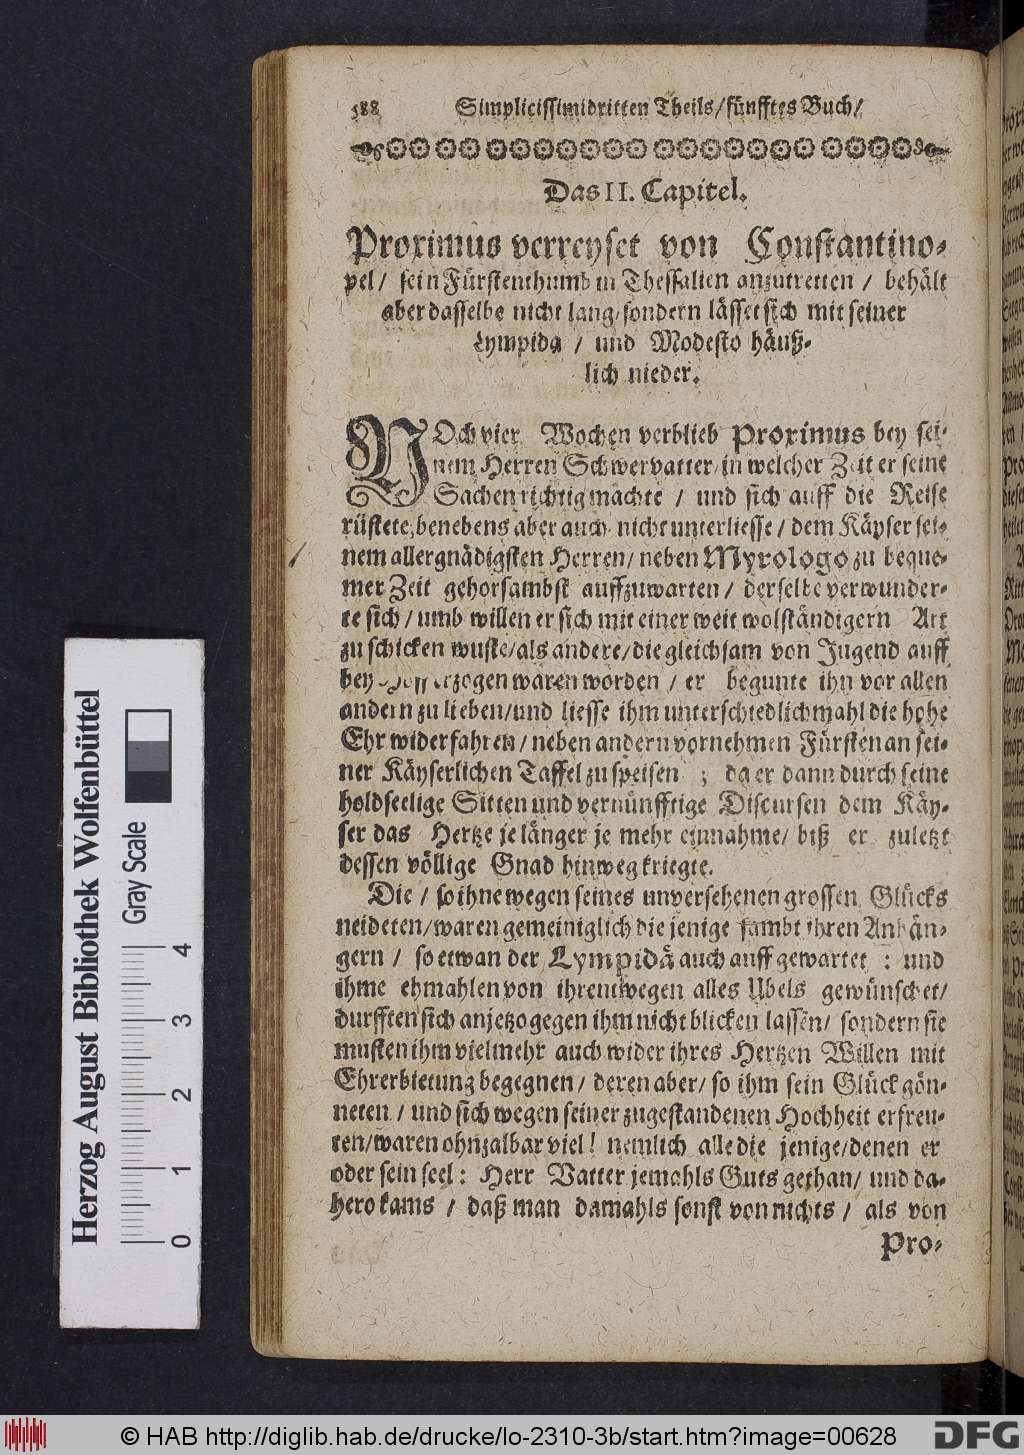 588 Simplicissimi dritten Theils/ fünfftes Buch/
Das II. Capitel.
Proximus verreyset von Constantino-
pel/ sein Fürstenthumb in Thessalien anzutretten / behält
aber dasselbe nicht lang/ sondern lässet sich mit seiner
Lympida / und Modesto häuß-
lich nieder.
NOch vier Wochen verblieb Proximus bey sei-
nem Herren Schwervatter/ in welcher Zeit er seine
Sachen richtig machte / und sich auff die Reise
rüstete; benebens aber auch nicht unterliesse / dem Käyser sei-
nem allergnädigsten Herren/ neben Myrologo zu beque-
mer Zeit gehorsambst auffzuwarten / derselbe verwunder-
te sich / umb willen er sich mit einer weit wolständigern Art
zu schicken wuste/ als andere/ die gleichsam von Jugend auff
bey erzogen waren worden / er begunte ihn vor allen
andern zu lieben/ und liesse ihm unterschiedlichmahl die hohe
Ehr widerfahren / neben andern vornehmen Fürsten an sei-
ner Käyserlichen Taffel zu speisen ; da er dann durch seine
holdseelige Sitten und vernünfftige Discursen dem Käy-
ser das Hertze je länger je mehr einnahme/ biß er zuletzt
dessen völlige Gnad hinweg kriegte.
Die / so ihne wegen seines unversehenen grossen Glücks
neideten/ waren gemeiniglich die jenige sambt ihren Anhän-
gern / so etwan der Lympidä auch auffgewartet : und
ihme ehmahlen von ihrentwegen alles Ubels gewünschet/
durfften sich anjetzo gegen ihm nicht blicken lassen/ sondern sie
musten ihm vielmehr auch wider ihres Hertzen Willen mit
Ehrerbietung begegnen / deren aber/ so ihm sein Glück gön-
neten / und sich wegen seiner zugestandenen Hochheit erfreu-
ten/ waren ohnzalbar viel! nemlich alle die jenige/ denen er
oder sein seel: Herr Vatter jemahls Guts gethan/ und da-
hero kams / daß man damahls sonst von nichts / als von
Pro-
Herzog August Bibliothek Wolfenbüttel
Gray Scale
0 1 2 3 4
© HAB http://diglib.hab.de/drucke/lo-2310-3b/start.htm?image=00628
DFG